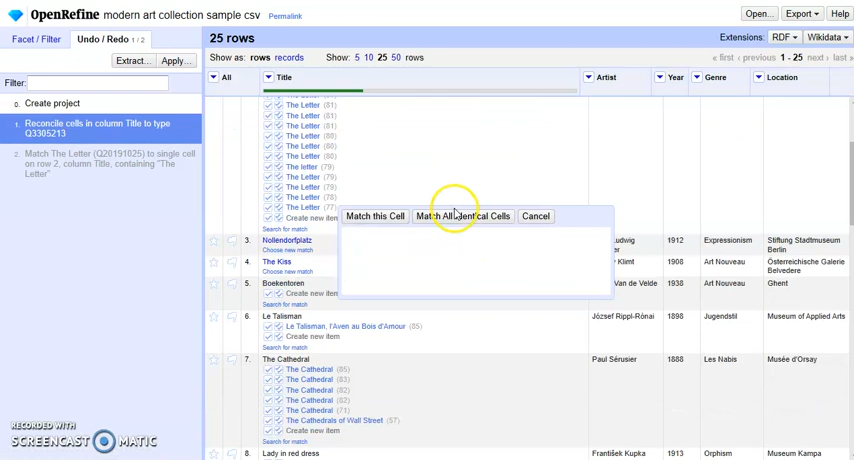 OpenRefine modern art collection sample csv Permalink
Open... Export Help
Facet / Filter Undo / Redo 1 / 2
25 rows
Extensions: RDF Wikidata
Extract... Apply...
Show as: rows records Show: 5 10 25 50 rows
« first ‹ previous 1 - 25 next › last »
Filter:
All Title Artist Year Genre Location
0. Create project
1. Reconcile cells in column Title to type
Q3305213
2. Match The Letter (Q20191025) to single cell
on row 2, column Title, containing "The
Letter"
The Letter (81)
The Letter (81)
The Letter (81)
The Letter (80)
The Letter (80)
The Letter (80)
The letter (79)
The Letter (79)
The Letter (79)
The Letter (78)
The Letter (77)
Create new item
Search for match
Match this Cell Match All Identical Cells Cancel
3. Nollendorfplatz Ludwig 1912 Expressionism Stiftung Stadtmuseum
Berlin
Choose new match
4. The Kiss Klimt 1908 Art Nouveau Österreichische Galerie
Belvedere
Choose new match
5. Boekentoren Van de Velde 1938 Art Nouveau Ghent
Create new item
Search for match
6. Le Talisman József Rippl-Rónai 1898 Jugendstil Museum of Applied Arts
Le Talisman, l'Aven au Bois d'Amour (85)
Create new item
Search for match
7. The Cathedral Paul Sérusier 1888 Les Nabis Musée d'Orsay
The Cathedral (85)
The Cathedral (83)
The Cathedral (82)
The Cathedral (82)
The Cathedral (71)
The Cathedrals of Wall Street (57)
Create new item
Search for match
8. Lady in red dress František Kupka 1913 Orphism Museum Kampa
RECORDED WITH
SCREENCAST MATIC